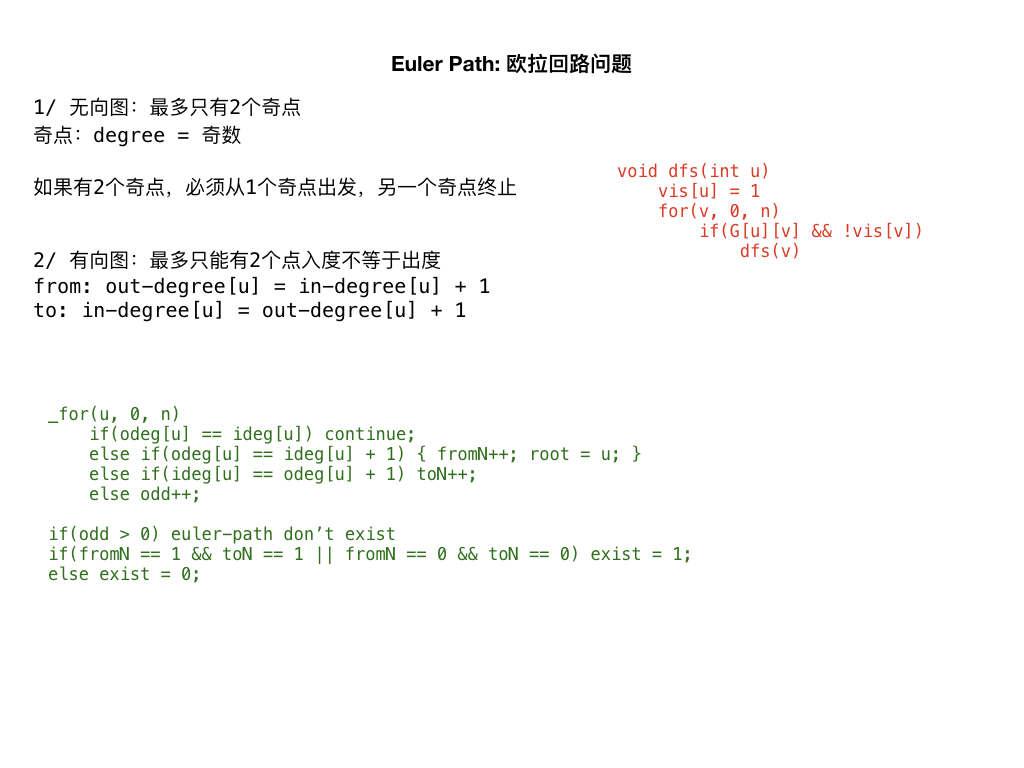 Euler Path: 欧拉回路问题
1/ 无向图：最多只有2个奇点
奇点：degree = 奇数
如果有2个奇点，必须从1个奇点出发，另一个奇点终止
2/ 有向图：最多只能有2个点入度不等于出度
from: out-degree[u] = in-degree[u] + 1
to: in-degree[u] = out-degree[u] + 1
void dfs(int u)
    vis[u] = 1
    for(v, 0, n)
        if(G[u][v] && !vis[v])
            dfs(v)
_for(u, 0, n)
    if(odeg[u] == ideg[u]) continue;
    else if(odeg[u] == ideg[u] + 1) { fromN++; root = u; }
    else if(ideg[u] == odeg[u] + 1) toN++;
    else odd++;
if(odd > 0) euler-path don’t exist
if(fromN == 1 && toN == 1 || fromN == 0 && toN == 0) exist = 1;
else exist = 0;